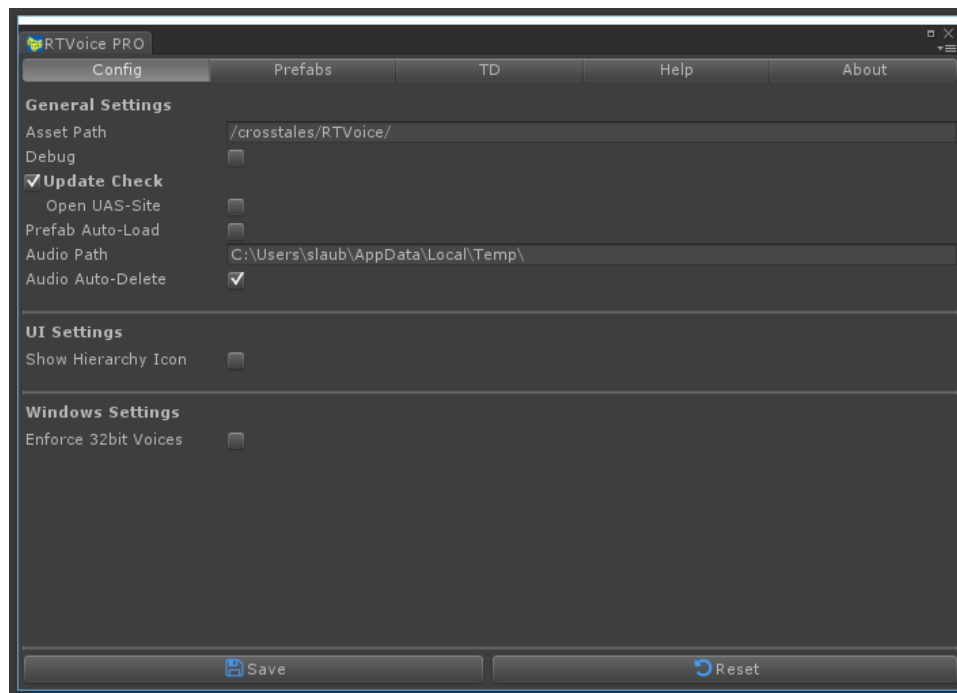 RTVoice PRO
Config Prefabs TD Help About
General Settings
Asset Path /crosstales/RTVoice/
Debug
Update Check
Open UAS-Site
Prefab Auto-Load
Audio Path C:\Users\slaub\AppData\Local\Temp\
Audio Auto-Delete
UI Settings
Show Hierarchy Icon
Windows Settings
Enforce 32bit Voices
Save Reset